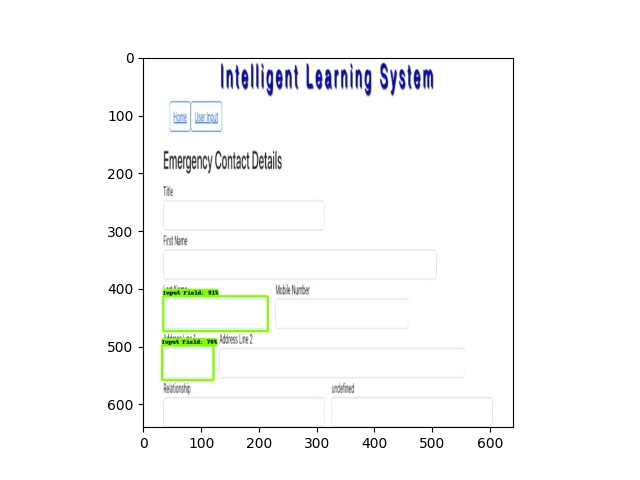 0
Intelligent Learning System
100
Home User Input
200
Emergency Contact Details
Title
300
First Name
400
Last Name Mobile Number
Input Field: 91%
500
Address Line 1 Address Line 2
Input Field: 70%
Relationship undefined
600
0 100 200 300 400 500 600